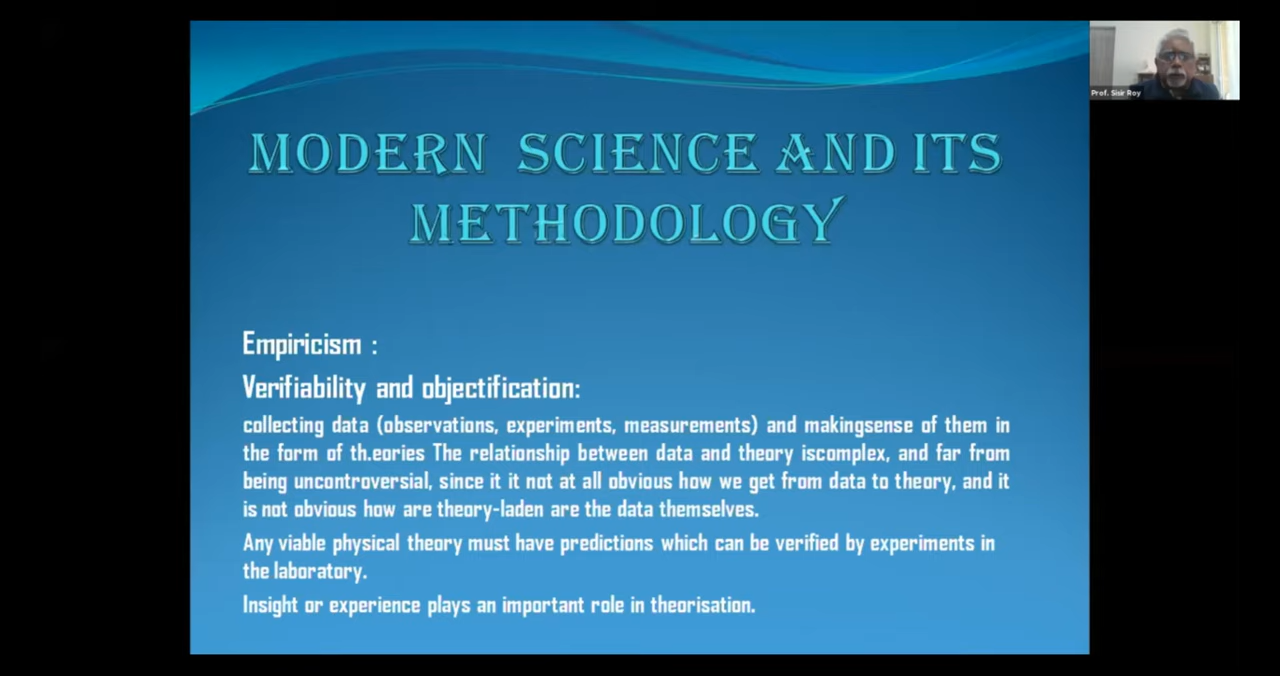 MODERN SCIENCE AND ITS
METHODOLOGY
Prof. Sisir Roy
Empiricism :
Verifiability and objectification:
collecting data (observations, experiments, measurements) and makingsense of them in
the form of th.eories The relationship between data and theory iscomplex, and far from
being uncontroversial, since it it not at all obvious how we get from data to theory, and it
is not obvious how are theory-laden are the data themselves.
Any viable physical theory must have predictions which can be verified by experiments in
the laboratory.
Insight or experience plays an important role in theorisation.